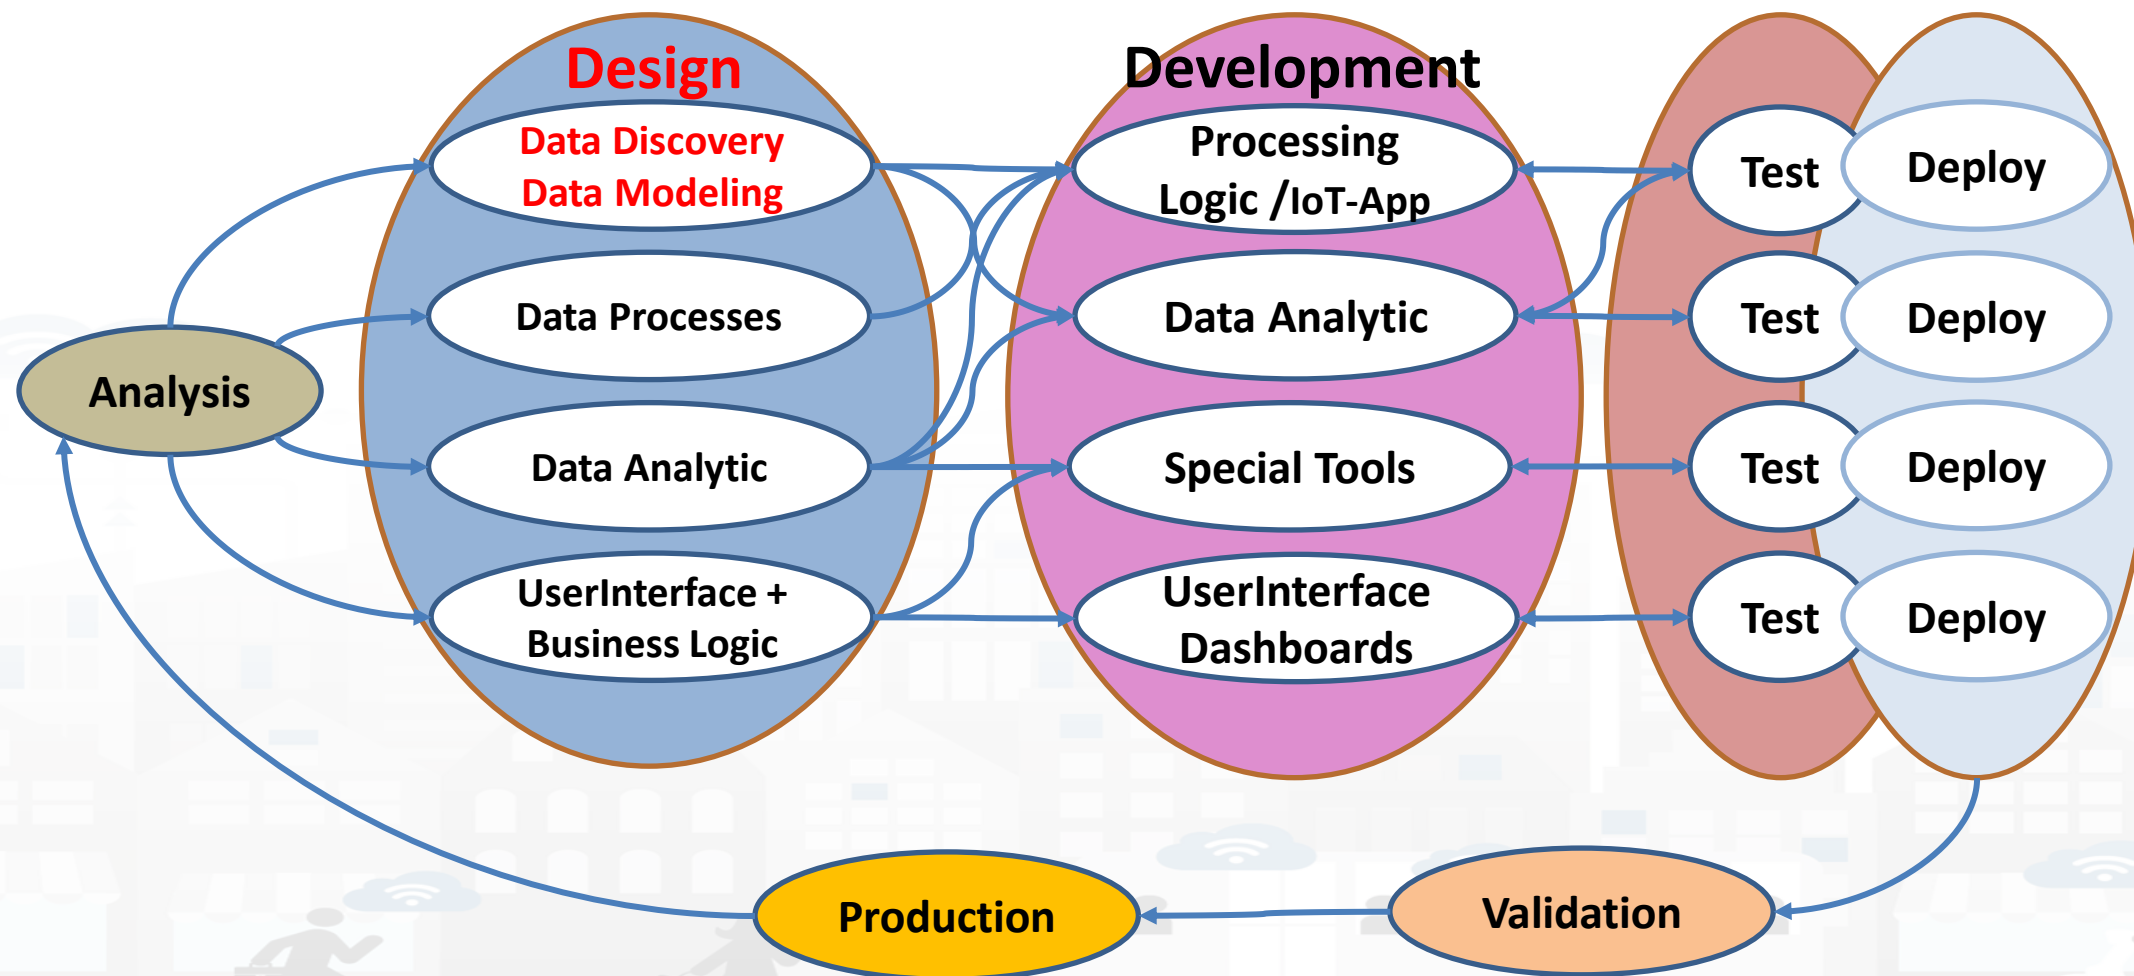 Design
Data Discovery
Data Modeling
Data Processes
Data Analytic
UserInterface +
Business Logic
Analysis
Development
Processing
Logic /IoT-App
Data Analytic
Special Tools
UserInterface
Dashboards
Test
Deploy
Test
Deploy
Test
Deploy
Test
Deploy
Production
Validation